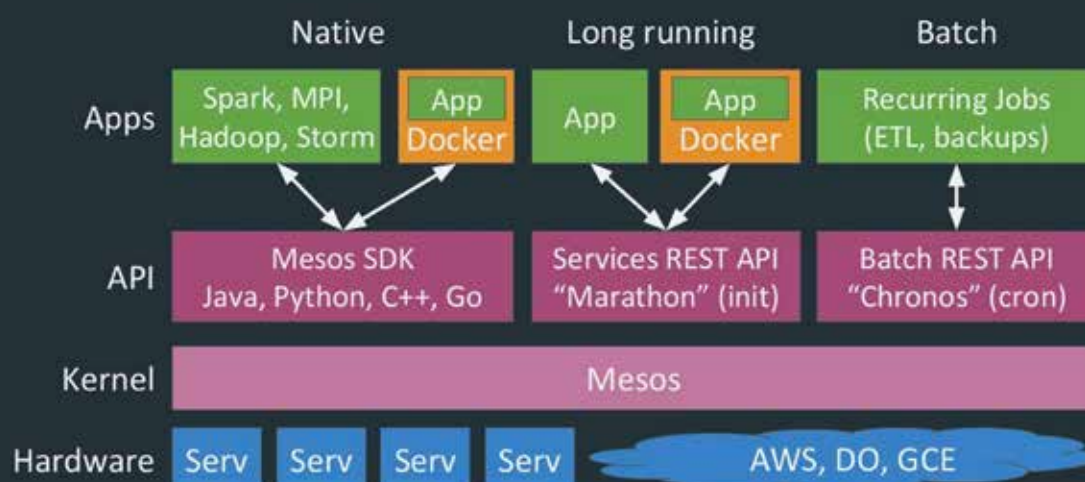 Native
Long running
Batch
Apps
Spark, MPI,
Hadoop, Storm
App
Docker
App
App
Docker
Recurring Jobs
(ETL, backups)
API
Mesos SDK
Java, Python, C++, Go
Services REST API
“Marathon” (init)
Batch REST API
“Chronos” (cron)
Kernel
Mesos
Hardware
Serv
Serv
Serv
Serv
AWS, DO, GCE